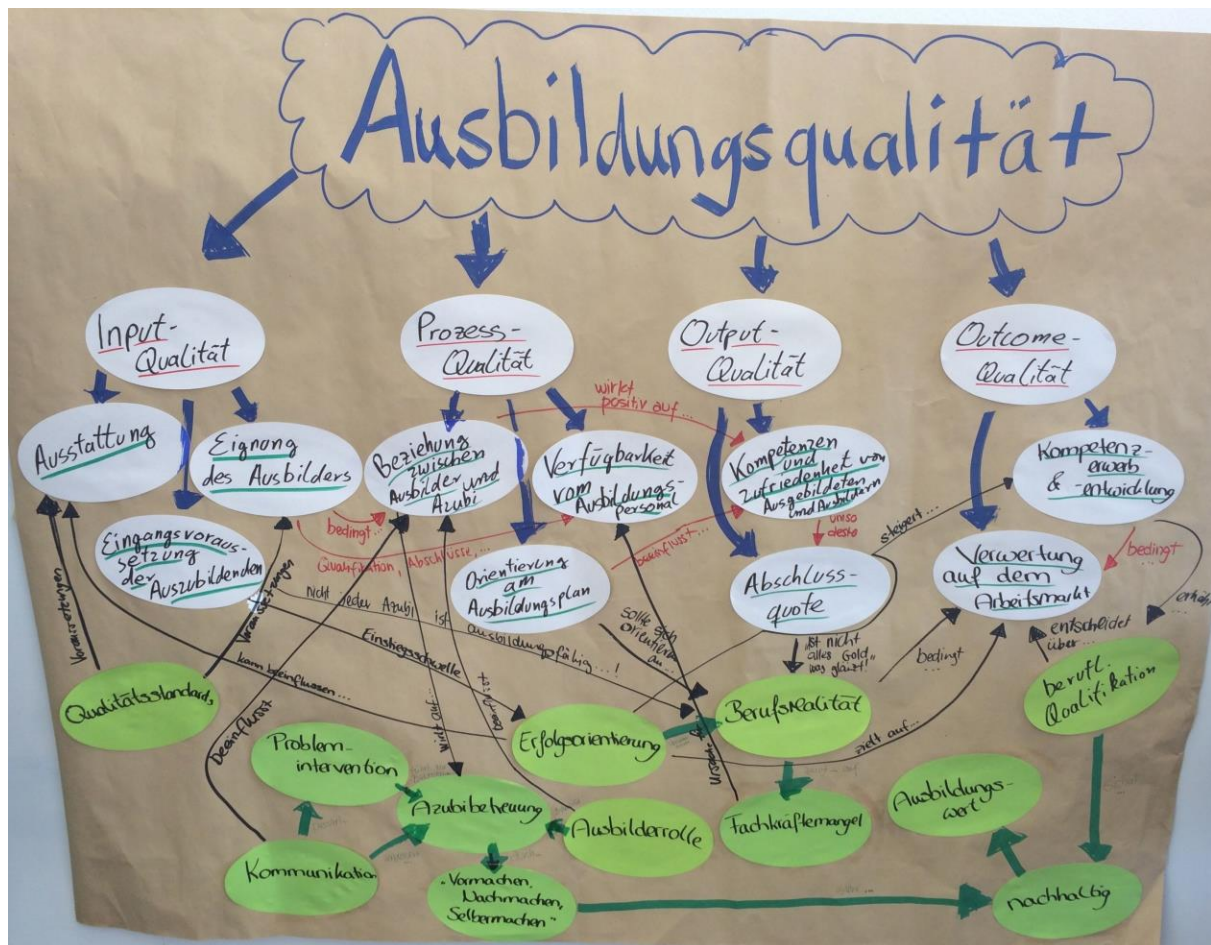 Ausbildungsqualität
Input-
Qualität
Prozess-
Qualität
Output-
Qualität
Outcome-
Qualität
wirkt
positiv auf...
Ausstattung
Eignung
des Ausbilders
Beziehung
zwischen
Ausbilder und
Azubi
Verfügbarkeit
vom
Ausbildungs-
personal
Kompetenzen
und
Zufriedenheit von
Ausgebildeten
und Ausbildern
Kompetenz-
erwerb
& -entwicklung
Eingangsvoraus-
setzung
der
Auszubildenden
bedingt...
Qualifikation, Abschlüsse,...
Orientierung
am
Ausbildungsplan
beeinflusst...
umso
desto
steigert...
Abschluss-
quote
Verwertung
auf dem
Arbeitsmarkt
bedingt
Voraussetzungen
Voraussetzungen
nicht jeder Azubi ist ausbildungsfähig...!
Einstiegsschwelle
kann beeinflussen...
sollte sich
orientieren
an...
"Ist nicht
alles Gold,
was glänzt!"
bedingt...
entscheidet
über...
Qualitätsstandards
beeinflusst
wirkt auf...
beeinflusst
Ursache
Erfolgsorientierung
Berufsrealität
zielt auf...
berufl.
Qualifikation
Problem-
intervention
Azubibetreuung
Ausbilderrolle
Fachkräftemangel
Ausbildungs-
wert
Kommunikation
"Vormachen,
Nachmachen,
Selbermachen"
nachhaltig